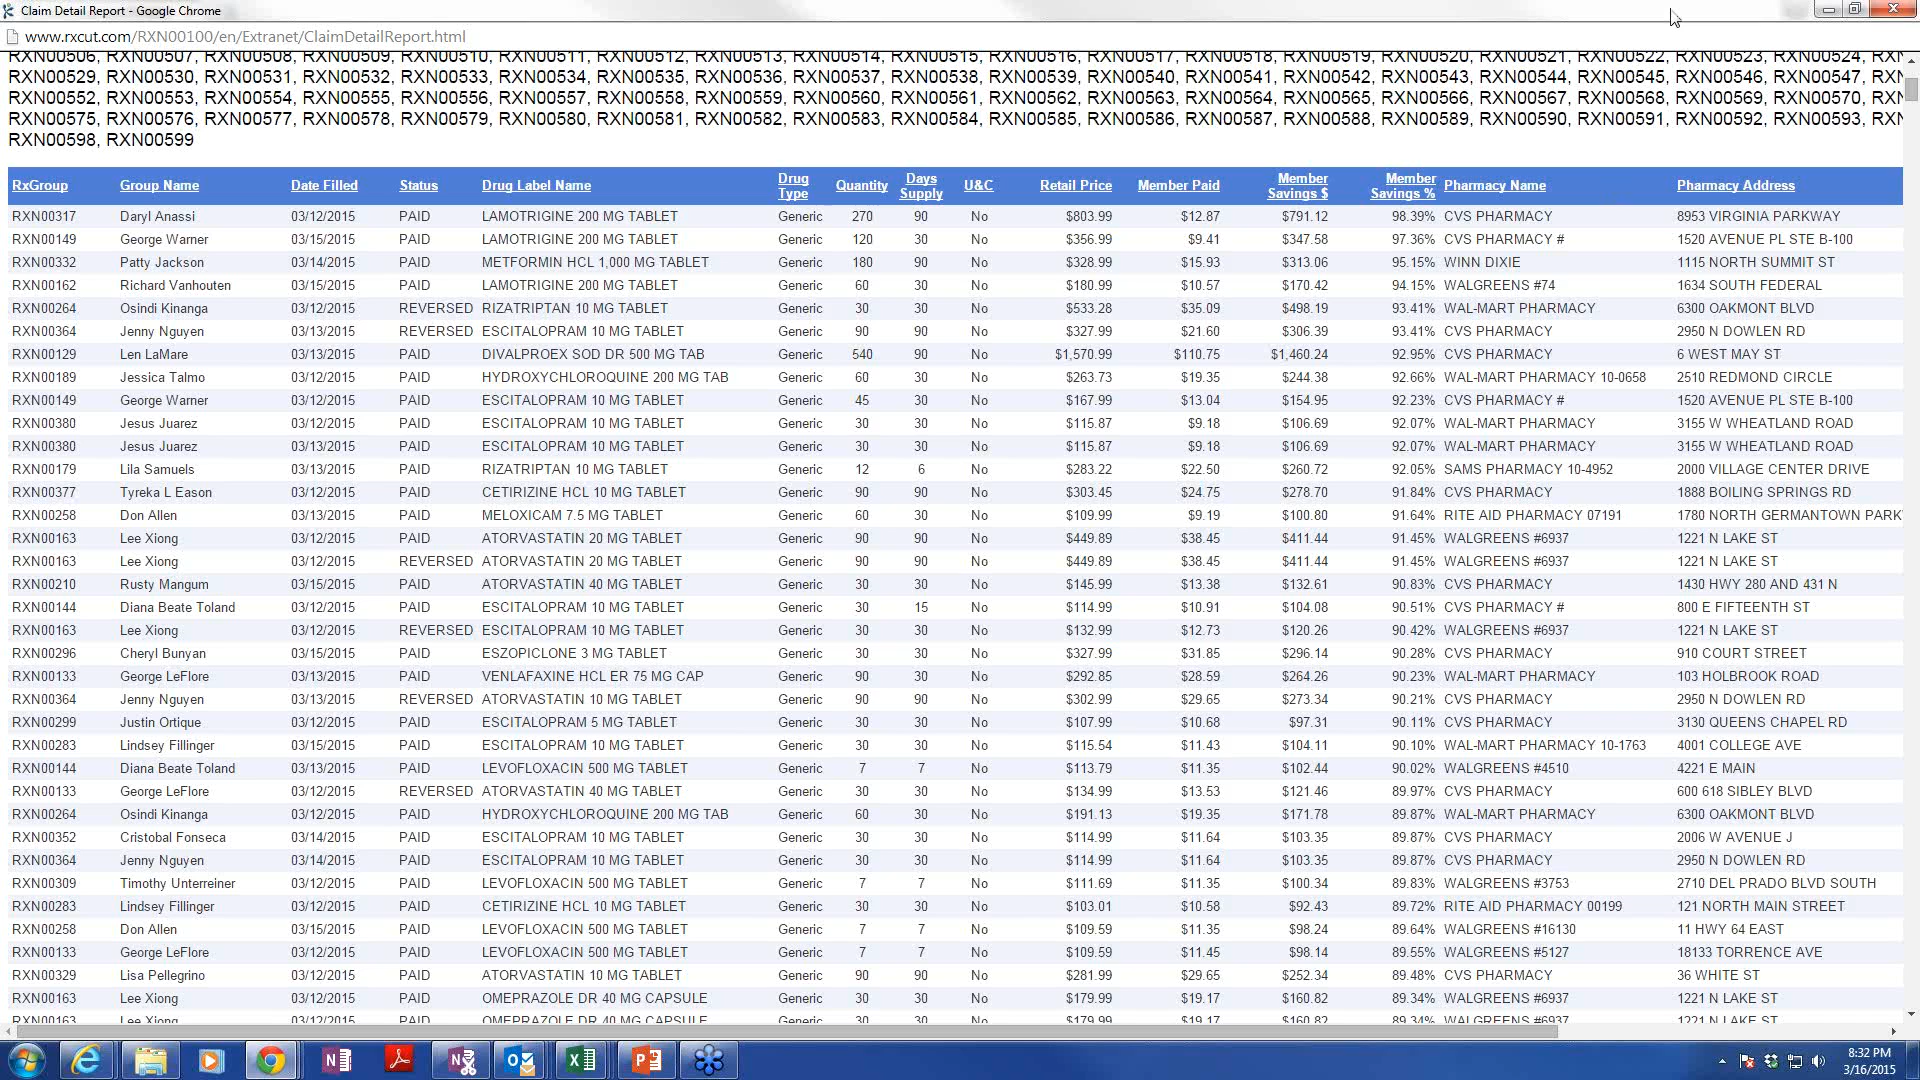 Claim Detail Report - Google Chrome
www.rxcut.com/RXN00100/en/Extranet/ClaimDetailReport.html
RXN00506, RXN00507, RXN00508, RXN00509, RXN00510, RXN00511, RXN00512, RXN00513, RXN00514, RXN00515, RXN00516, RXN00517, RXN00518, RXN00519, RXN00520, RXN00521, RXN00522, RXN00523, RXN00524, RXN
RXN00529, RXN00530, RXN00531, RXN00532, RXN00533, RXN00534, RXN00535, RXN00536, RXN00537, RXN00538, RXN00539, RXN00540, RXN00541, RXN00542, RXN00543, RXN00544, RXN00545, RXN00546, RXN00547, RXN
RXN00552, RXN00553, RXN00554, RXN00555, RXN00556, RXN00557, RXN00558, RXN00559, RXN00560, RXN00561, RXN00562, RXN00563, RXN00564, RXN00565, RXN00566, RXN00567, RXN00568, RXN00569, RXN00570, RXN
RXN00575, RXN00576, RXN00577, RXN00578, RXN00579, RXN00580, RXN00581, RXN00582, RXN00583, RXN00584, RXN00585, RXN00586, RXN00587, RXN00588, RXN00589, RXN00590, RXN00591, RXN00592, RXN00593, RXN
RXN00598, RXN00599
RxGroup Group Name Date Filled Status Drug Label Name Drug Type Quantity Days Supply U&C Retail Price Member Paid Member Savings $ Member Savings % Pharmacy Name Pharmacy Address
RXN00317 Daryl Anassi 03/12/2015 PAID LAMOTRIGINE 200 MG TABLET Generic 270 90 No $803.99 $12.87 $791.12 98.39% CVS PHARMACY 8953 VIRGINIA PARKWAY
RXN00149 George Warner 03/15/2015 PAID LAMOTRIGINE 200 MG TABLET Generic 120 30 No $356.99 $9.41 $347.58 97.36% CVS PHARMACY # 1520 AVENUE PL STE B-100
RXN00332 Patty Jackson 03/14/2015 PAID METFORMIN HCL 1,000 MG TABLET Generic 180 90 No $328.99 $15.93 $313.06 95.15% WINN DIXIE 1115 NORTH SUMMIT ST
RXN00162 Richard Vanhouten 03/15/2015 PAID LAMOTRIGINE 200 MG TABLET Generic 60 30 No $180.99 $10.57 $170.42 94.15% WALGREENS #74 1634 SOUTH FEDERAL
RXN00264 Osindi Kinanga 03/12/2015 REVERSED RIZATRIPTAN 10 MG TABLET Generic 30 30 No $533.28 $35.09 $498.19 93.41% WAL-MART PHARMACY 6300 OAKMONT BLVD
RXN00364 Jenny Nguyen 03/13/2015 REVERSED ESCITALOPRAM 10 MG TABLET Generic 90 90 No $327.99 $21.60 $306.39 93.41% CVS PHARMACY 2950 N DOWLEN RD
RXN00129 Len LaMare 03/13/2015 PAID DIVALPROEX SOD DR 500 MG TAB Generic 540 90 No $1,570.99 $110.75 $1,460.24 92.95% CVS PHARMACY 6 WEST MAY ST
RXN00189 Jessica Talmo 03/12/2015 PAID HYDROXYCHLOROQUINE 200 MG TAB Generic 60 30 No $263.73 $19.35 $244.38 92.66% WAL-MART PHARMACY 10-0658 2510 REDMOND CIRCLE
RXN00149 George Warner 03/12/2015 PAID ESCITALOPRAM 10 MG TABLET Generic 45 30 No $167.99 $13.04 $154.95 92.23% CVS PHARMACY # 1520 AVENUE PL STE B-100
RXN00380 Jesus Juarez 03/12/2015 PAID ESCITALOPRAM 10 MG TABLET Generic 30 30 No $115.87 $9.18 $106.69 92.07% WAL-MART PHARMACY 3155 W WHEATLAND ROAD
RXN00380 Jesus Juarez 03/13/2015 PAID ESCITALOPRAM 10 MG TABLET Generic 30 30 No $115.87 $9.18 $106.69 92.07% WAL-MART PHARMACY 3155 W WHEATLAND ROAD
RXN00179 Lila Samuels 03/13/2015 PAID RIZATRIPTAN 10 MG TABLET Generic 12 6 No $283.22 $22.50 $260.72 92.05% SAMS PHARMACY 10-4952 2000 VILLAGE CENTER DRIVE
RXN00377 Tyreka L Eason 03/12/2015 PAID CETIRIZINE HCL 10 MG TABLET Generic 90 90 No $303.45 $24.75 $278.70 91.84% CVS PHARMACY 1888 BOILING SPRINGS RD
RXN00258 Don Allen 03/13/2015 PAID MELOXICAM 7.5 MG TABLET Generic 60 30 No $109.99 $9.19 $100.80 91.64% RITE AID PHARMACY 07191 1780 NORTH GERMANTOWN PARK
RXN00163 Lee Xiong 03/12/2015 PAID ATORVASTATIN 20 MG TABLET Generic 90 90 No $449.89 $38.45 $411.44 91.45% WALGREENS #6937 1221 N LAKE ST
RXN00163 Lee Xiong 03/12/2015 REVERSED ATORVASTATIN 20 MG TABLET Generic 90 90 No $449.89 $38.45 $411.44 91.45% WALGREENS #6937 1221 N LAKE ST
RXN00210 Rusty Mangum 03/15/2015 PAID ATORVASTATIN 40 MG TABLET Generic 30 30 No $145.99 $13.38 $132.61 90.83% CVS PHARMACY 1430 HWY 280 AND 431 N
RXN00144 Diana Beate Toland 03/12/2015 PAID ESCITALOPRAM 10 MG TABLET Generic 30 15 No $114.99 $10.91 $104.08 90.51% CVS PHARMACY # 800 E FIFTEENTH ST
RXN00163 Lee Xiong 03/12/2015 REVERSED ESCITALOPRAM 10 MG TABLET Generic 30 30 No $132.99 $12.73 $120.26 90.42% WALGREENS #6937 1221 N LAKE ST
RXN00296 Cheryl Bunyan 03/15/2015 PAID ESZOPICLONE 3 MG TABLET Generic 30 30 No $327.99 $31.85 $296.14 90.28% CVS PHARMACY 910 COURT STREET
RXN00133 George LeFlore 03/13/2015 PAID VENLAFAXINE HCL ER 75 MG CAP Generic 90 30 No $292.85 $28.59 $264.26 90.23% WAL-MART PHARMACY 103 HOLBROOK ROAD
RXN00364 Jenny Nguyen 03/13/2015 REVERSED ATORVASTATIN 10 MG TABLET Generic 90 90 No $302.99 $29.65 $273.34 90.21% CVS PHARMACY 2950 N DOWLEN RD
RXN00299 Justin Ortique 03/12/2015 PAID ESCITALOPRAM 5 MG TABLET Generic 30 30 No $107.99 $10.68 $97.31 90.11% CVS PHARMACY 3130 QUEENS CHAPEL RD
RXN00283 Lindsey Fillinger 03/15/2015 PAID ESCITALOPRAM 10 MG TABLET Generic 30 30 No $115.54 $11.43 $104.11 90.10% WAL-MART PHARMACY 10-1763 4001 COLLEGE AVE
RXN00144 Diana Beate Toland 03/13/2015 PAID LEVOFLOXACIN 500 MG TABLET Generic 7 7 No $113.79 $11.35 $102.44 90.02% WALGREENS #4510 4221 E MAIN
RXN00133 George LeFlore 03/12/2015 REVERSED ATORVASTATIN 40 MG TABLET Generic 30 30 No $134.99 $13.53 $121.46 89.97% CVS PHARMACY 600 618 SIBLEY BLVD
RXN00264 Osindi Kinanga 03/12/2015 PAID HYDROXYCHLOROQUINE 200 MG TAB Generic 60 30 No $191.13 $19.35 $171.78 89.87% WAL-MART PHARMACY 6300 OAKMONT BLVD
RXN00352 Cristobal Fonseca 03/14/2015 PAID ESCITALOPRAM 10 MG TABLET Generic 30 30 No $114.99 $11.64 $103.35 89.87% CVS PHARMACY 2006 W AVENUE J
RXN00364 Jenny Nguyen 03/14/2015 PAID ESCITALOPRAM 10 MG TABLET Generic 30 30 No $114.99 $11.64 $103.35 89.87% CVS PHARMACY 2950 N DOWLEN RD
RXN00309 Timothy Unterreiner 03/12/2015 PAID LEVOFLOXACIN 500 MG TABLET Generic 7 7 No $111.69 $11.35 $100.34 89.83% WALGREENS #3753 2710 DEL PRADO BLVD SOUTH
RXN00283 Lindsey Fillinger 03/12/2015 PAID CETIRIZINE HCL 10 MG TABLET Generic 30 30 No $103.01 $10.58 $92.43 89.72% RITE AID PHARMACY 00199 121 NORTH MAIN STREET
RXN00258 Don Allen 03/15/2015 PAID LEVOFLOXACIN 500 MG TABLET Generic 7 7 No $109.59 $11.35 $98.24 89.64% WALGREENS #16130 11 HWY 64 EAST
RXN00133 George LeFlore 03/12/2015 PAID LEVOFLOXACIN 500 MG TABLET Generic 7 7 No $109.59 $11.45 $98.14 89.55% WALGREENS #5127 18133 TORRENCE AVE
RXN00329 Lisa Pellegrino 03/12/2015 PAID ATORVASTATIN 10 MG TABLET Generic 90 90 No $281.99 $29.65 $252.34 89.48% CVS PHARMACY 36 WHITE ST
RXN00163 Lee Xiong 03/12/2015 PAID OMEPRAZOLE DR 40 MG CAPSULE Generic 30 30 No $179.99 $19.17 $160.82 89.34% WALGREENS #6937 1221 N LAKE ST
RXN00163 Lee Xiong 03/12/2015 PAID OMEPRAZOLE DR 40 MG CAPSULE Generic 30 30 No $179.99 $19.17 $160.82 89.34% WALGREENS #6937 1221 N LAKE ST
8:32 PM
3/16/2015